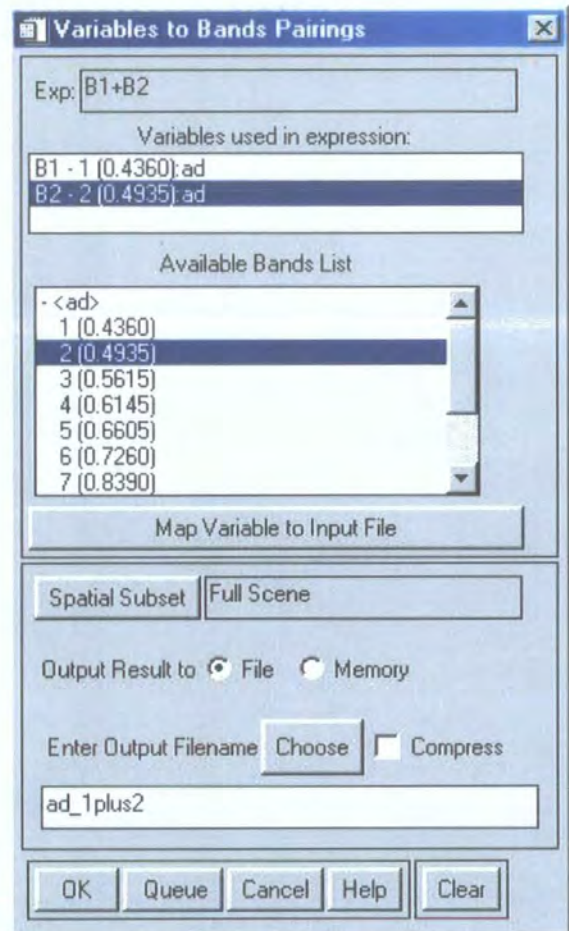 Variables to Bands Pairings
Exp: B1+B2
Variables used in expression:
B1 - 1 (0.4360):ad
B2 - 2 (0.4935):ad
Available Bands List
- <ad>
1 (0.4360)
2 (0.4935)
3 (0.5615)
4 (0.6145)
5 (0.6605)
6 (0.7260)
7 (0.8390)
Map Variable to Input File
Spatial Subset Full Scene
Output Result to File Memory
Enter Output Filename Choose Compress
ad_1plus2
OK Queue Cancel Help Clear